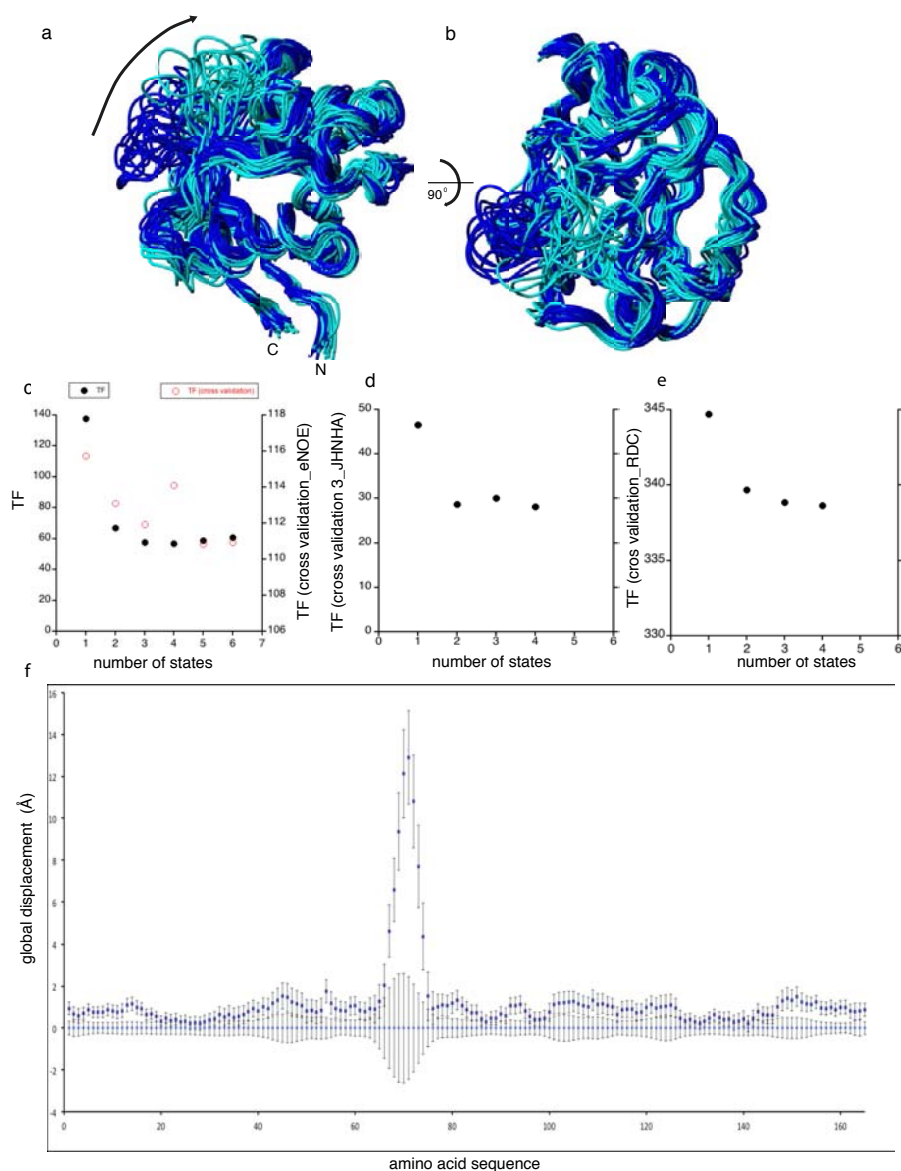 a
b
90°
C
N
c
TF
TF (cross validation)
140
120
100
80
60
40
20
0
TF
118
116
114
112
110
108
106
TF (cross validation_eNOE)
0 1 2 3 4 5 6 7
number of states
d
50
40
30
20
10
0
TF (cross validation 3_JHNHA)
0 1 2 3 4 5 6
number of states
e
345
340
335
330
TF (cros validation_RDC)
0 1 2 3 4 5 6
number of states
f
16
14
12
10
8
6
4
2
0
-2
-4
global displacement (Å)
0 20 40 60 80 100 120 140 160
amino acid sequence